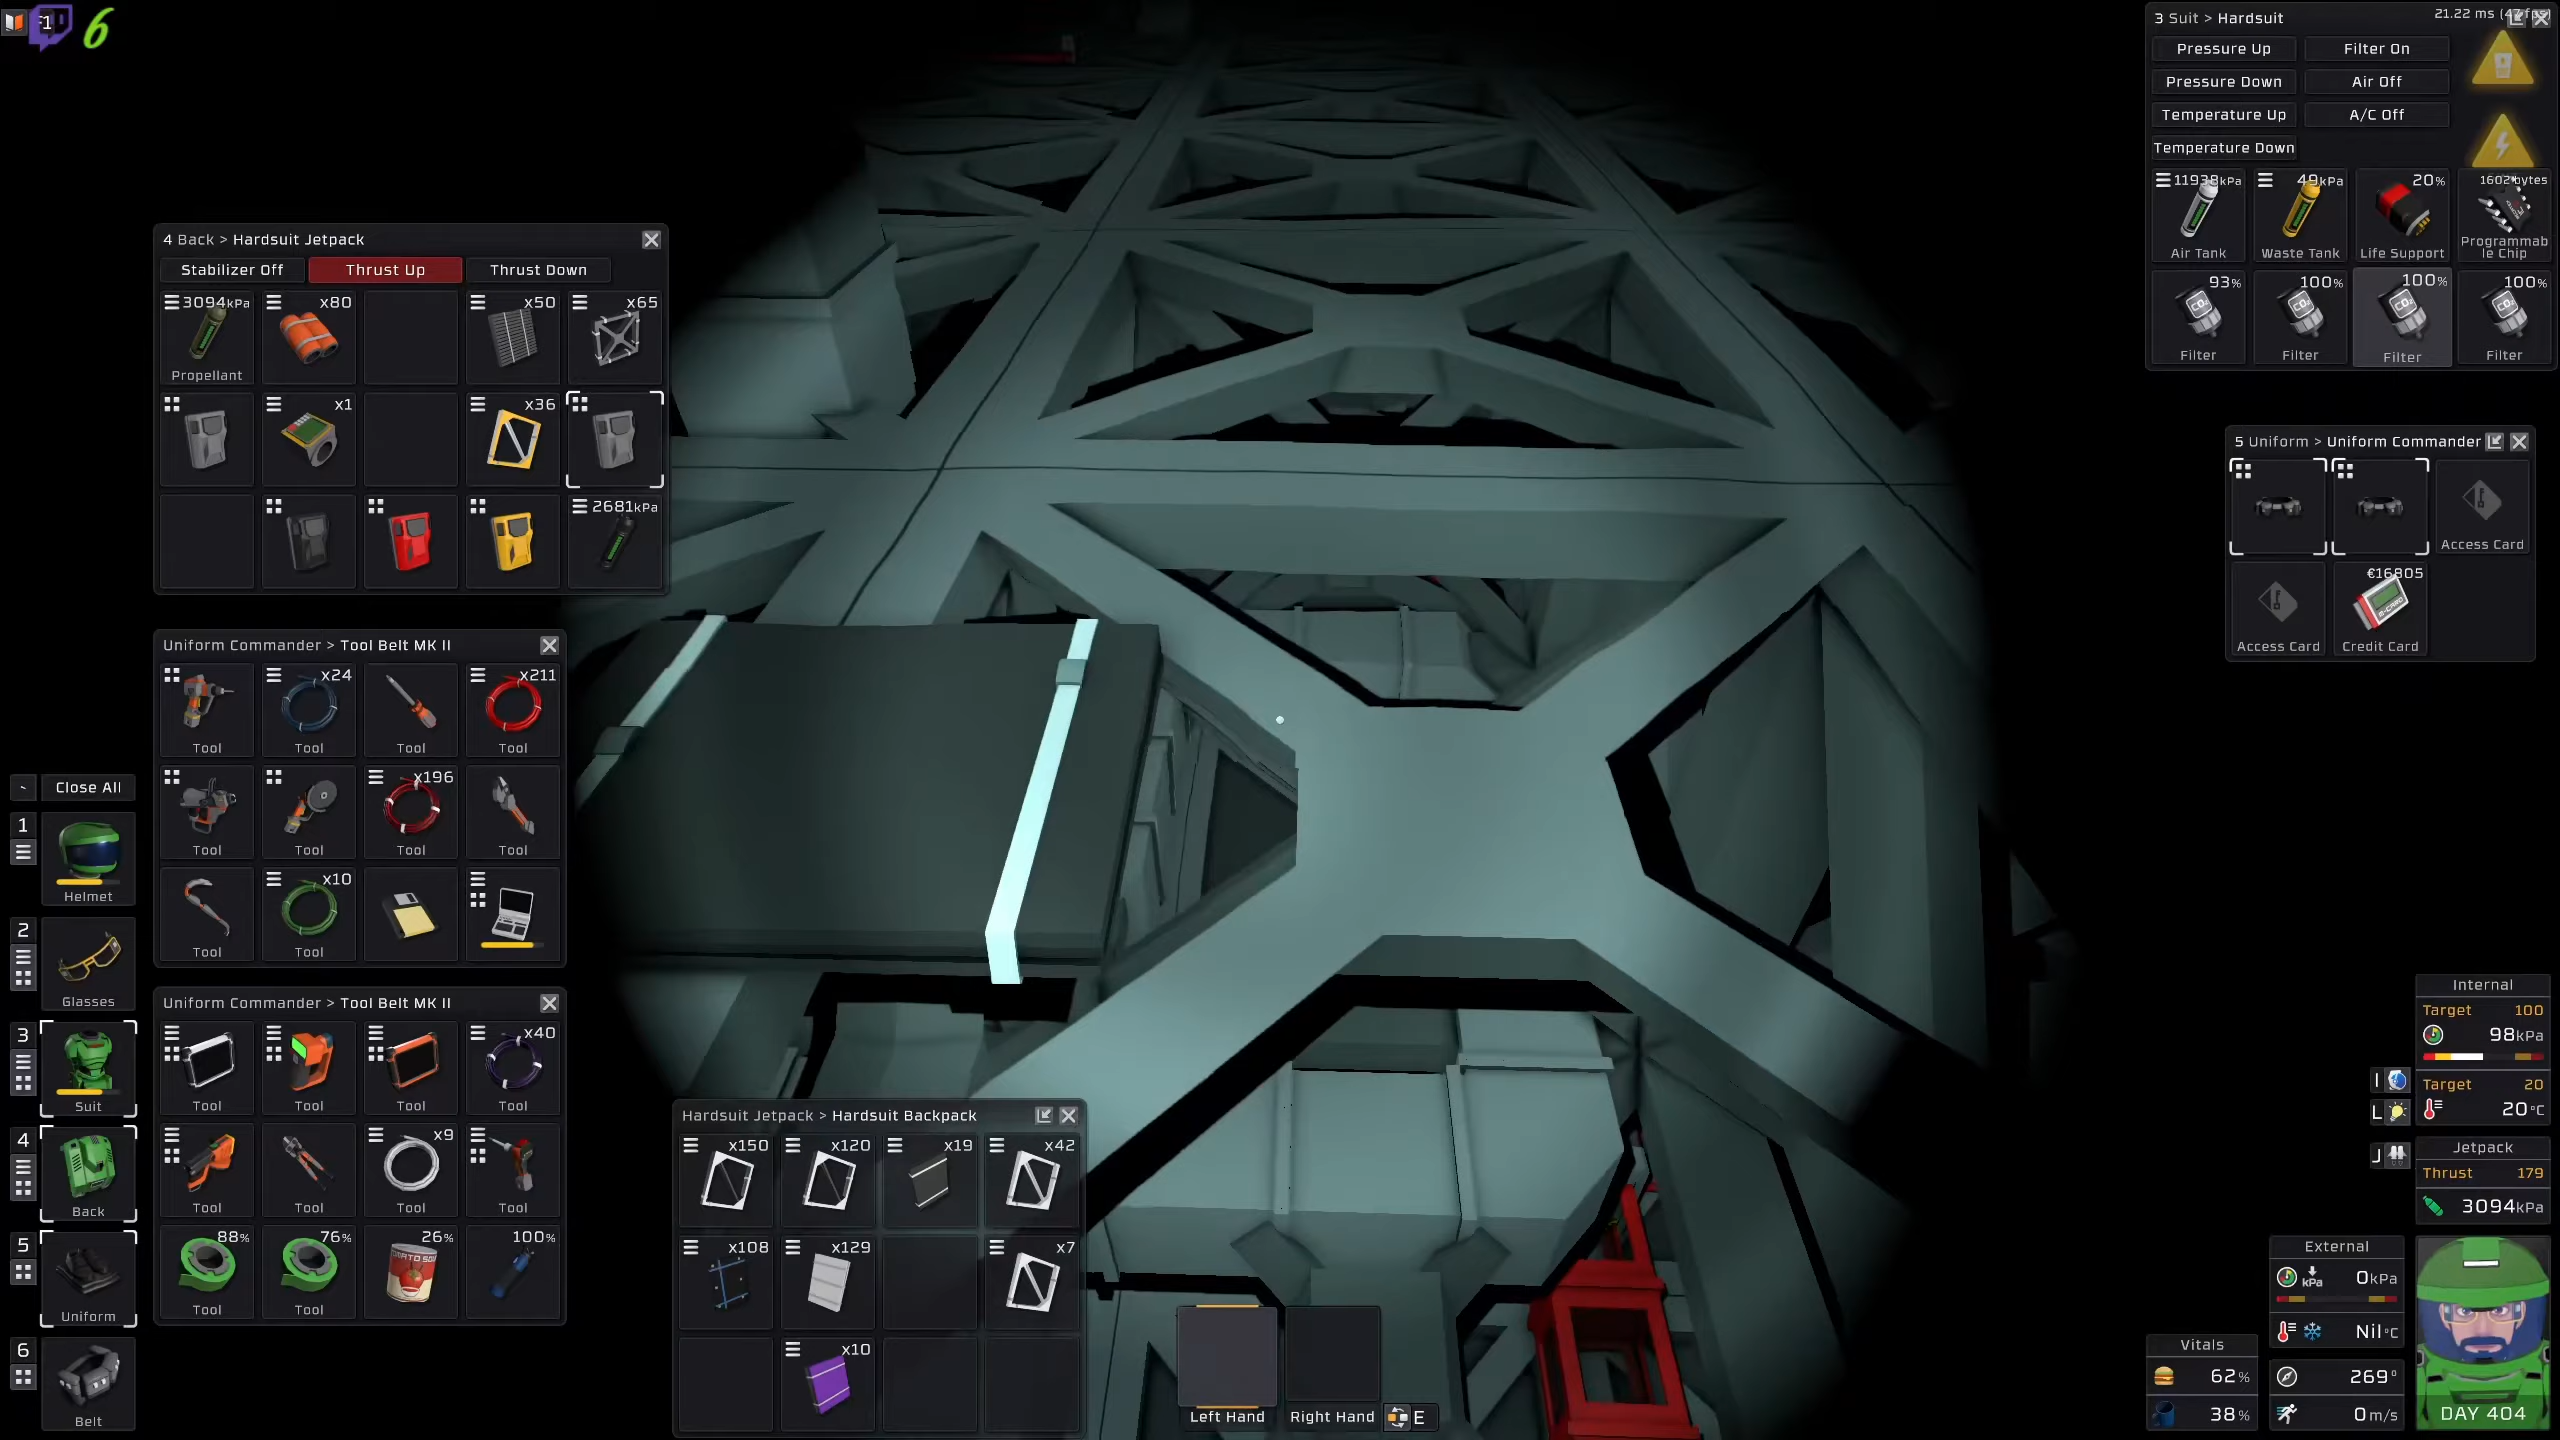 F1
6
3 Suit > Hardsuit
21.22 ms
Pressure Up
Filter On
Pressure Down
Air Off
Temperature Up
A/C Off
Temperature Down
11938kPa
49kPa
20%
1602 bytes
Air Tank
Waste Tank
Life Support
Programmab
le Chip
93%
100%
100%
100%
Filter
Filter
Filter
Filter
4 Back > Hardsuit Jetpack
Stabilizer Off
Thrust Up
Thrust Down
3094kPa
x80
x50
x65
Propellant
x1
x36
2681kPa
5 Uniform > Uniform Commander
Access Card
€16805
Access Card
Credit Card
Uniform Commander > Tool Belt MK II
x24
x211
Tool
Tool
Tool
Tool
x196
Tool
Tool
Tool
Tool
x10
Tool
Tool
Uniform Commander > Tool Belt MK II
x40
Tool
Tool
Tool
Tool
x9
Tool
Tool
Tool
Tool
88%
76%
26%
100%
TOMATO SOUP
Tool
Tool
~ Close All
1
Helmet
2
Glasses
3
Suit
4
Back
5
Uniform
6
Belt
Hardsuit Jetpack > Hardsuit Backpack
x150
x120
x19
x42
x108
x129
x7
x10
Left Hand
Right Hand
E
Internal
Target 100
98kPa
Target 20
20°C
I
L
J
Jetpack
Thrust 179
3094kPa
External
kPa
0kPa
Nil°C
269°
0m/s
Vitals
62%
38%
DAY 404